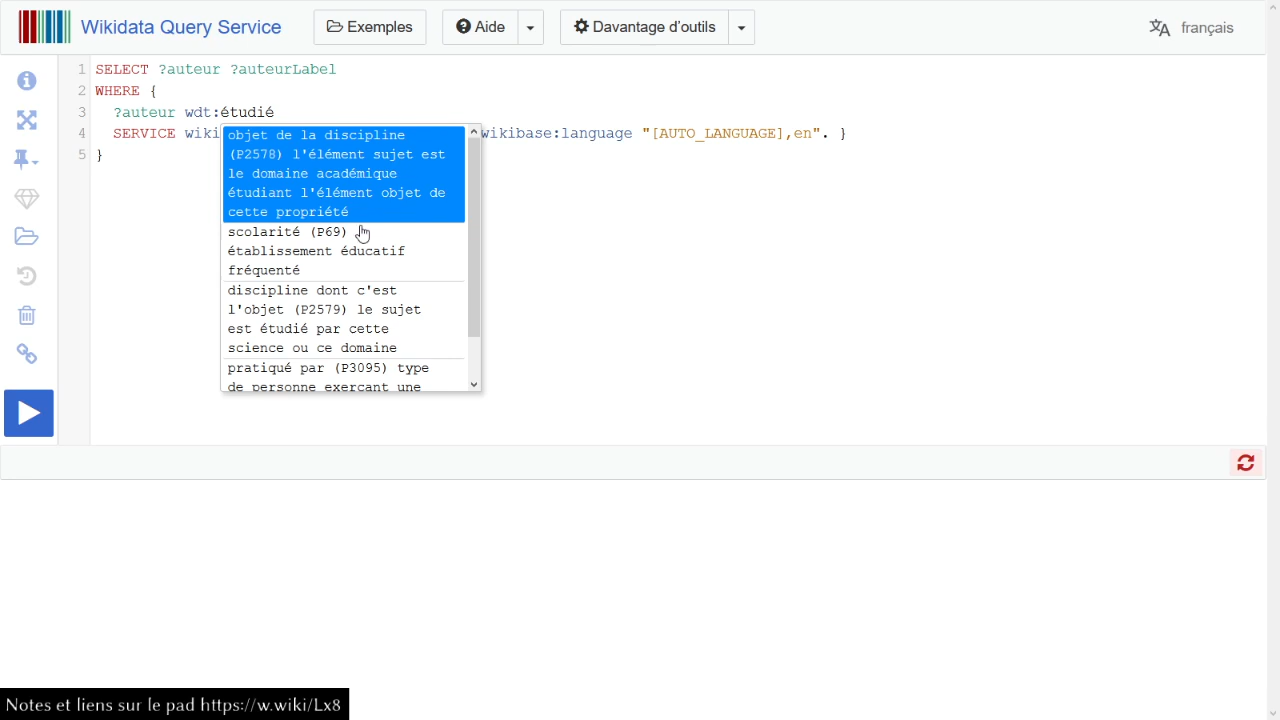 Wikidata Query Service
Exemples
Aide
Davantage d'outils
français
1 SELECT ?auteur ?auteurLabel
2 WHERE {
3 ?auteur wdt:étudié
4 SERVICE wiki wikibase:language "[AUTO_LANGUAGE],en". }
5 }
objet de la discipline
(P2578) l'élément sujet est
le domaine académique
étudiant l'élément objet de
cette propriété
scolarité (P69)
établissement éducatif
fréquenté
discipline dont c'est
l'objet (P2579) le sujet
est étudié par cette
science ou ce domaine
pratiqué par (P3095) type
de personne exerçant une
Notes et liens sur le pad https://w.wiki/Lx8